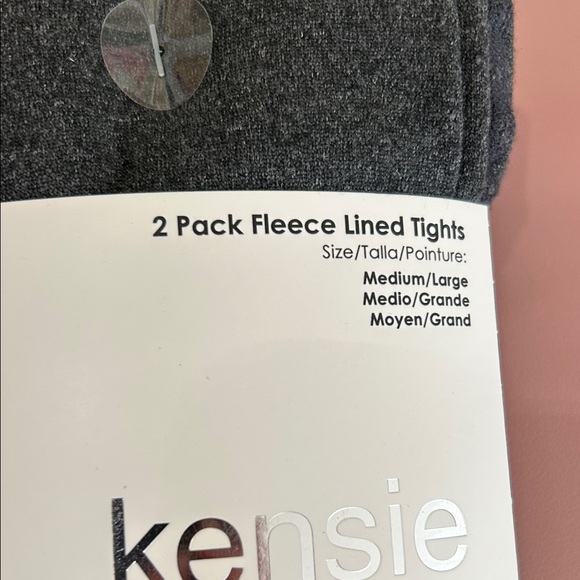 2 Pack Fleece Lined Tights
Size/Talla/Pointure:
Medium/Large
Medio/Grande
Moyen/Grand
kensie